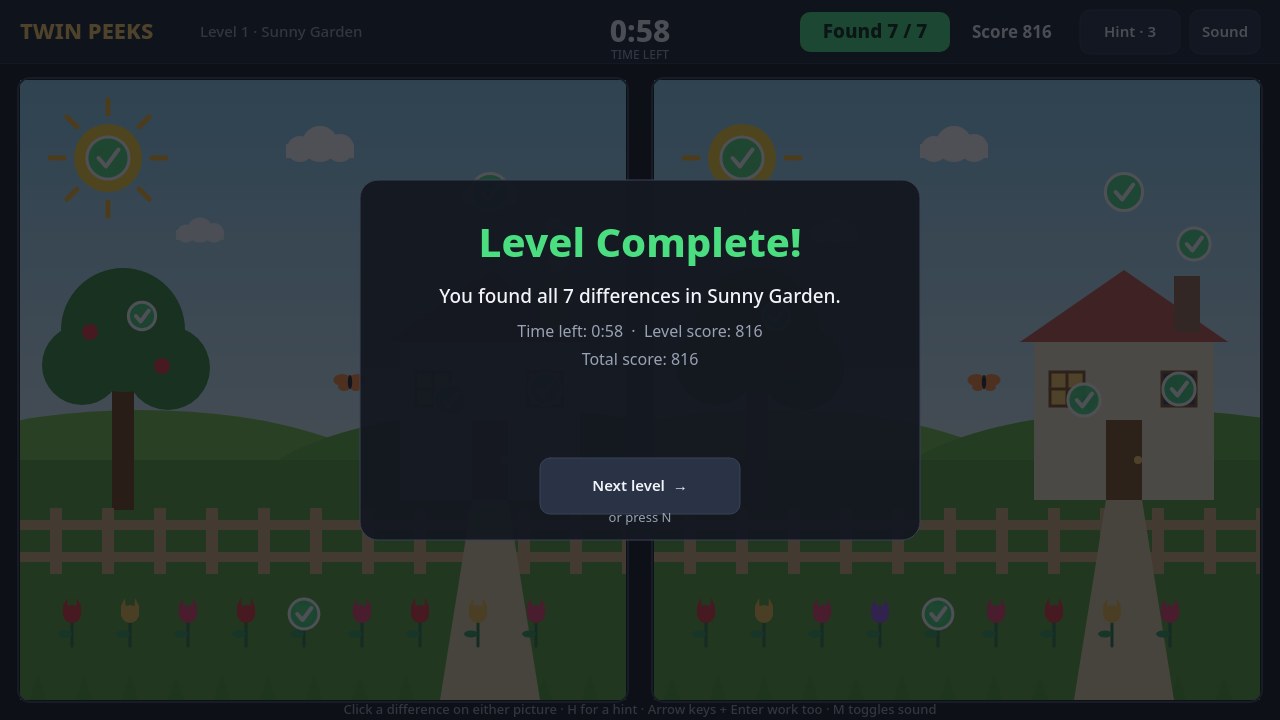 TWIN PEEKS
Level 1 · Sunny Garden
0:58
TIME LEFT
Found 7 / 7
Score 816
Hint · 3
Sound
Level Complete!
You found all 7 differences in Sunny Garden.
Time left: 0:58 · Level score: 816
Total score: 816
Next level →
or press N
Click a difference on either picture · H for a hint · Arrow keys + Enter work too · M toggles sound